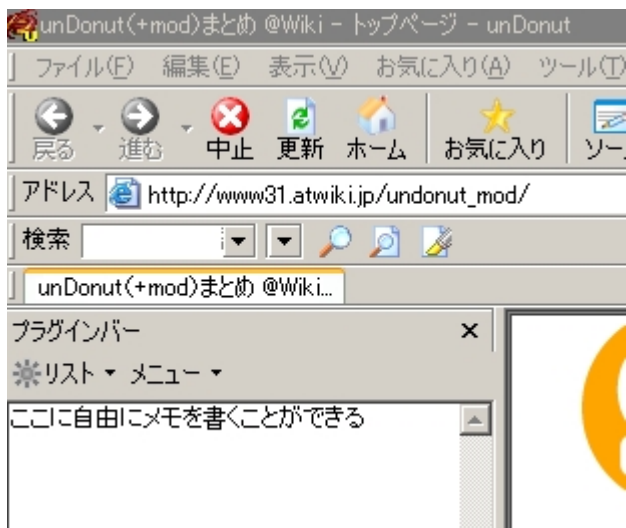 unDonut(+mod)まとめ @Wiki - トップページ - unDonut
ファイル(F) 編集(E) 表示(V) お気に入り(A) ツール(T)
戻る 進む 中止 更新 ホーム お気に入り
アドレス http://www31.atwiki.jp/undonut_mod/
検索
unDonut(+mod)まとめ @Wiki...
プラグインバー
リスト メニュー
ここに自由にメモを書くことができる